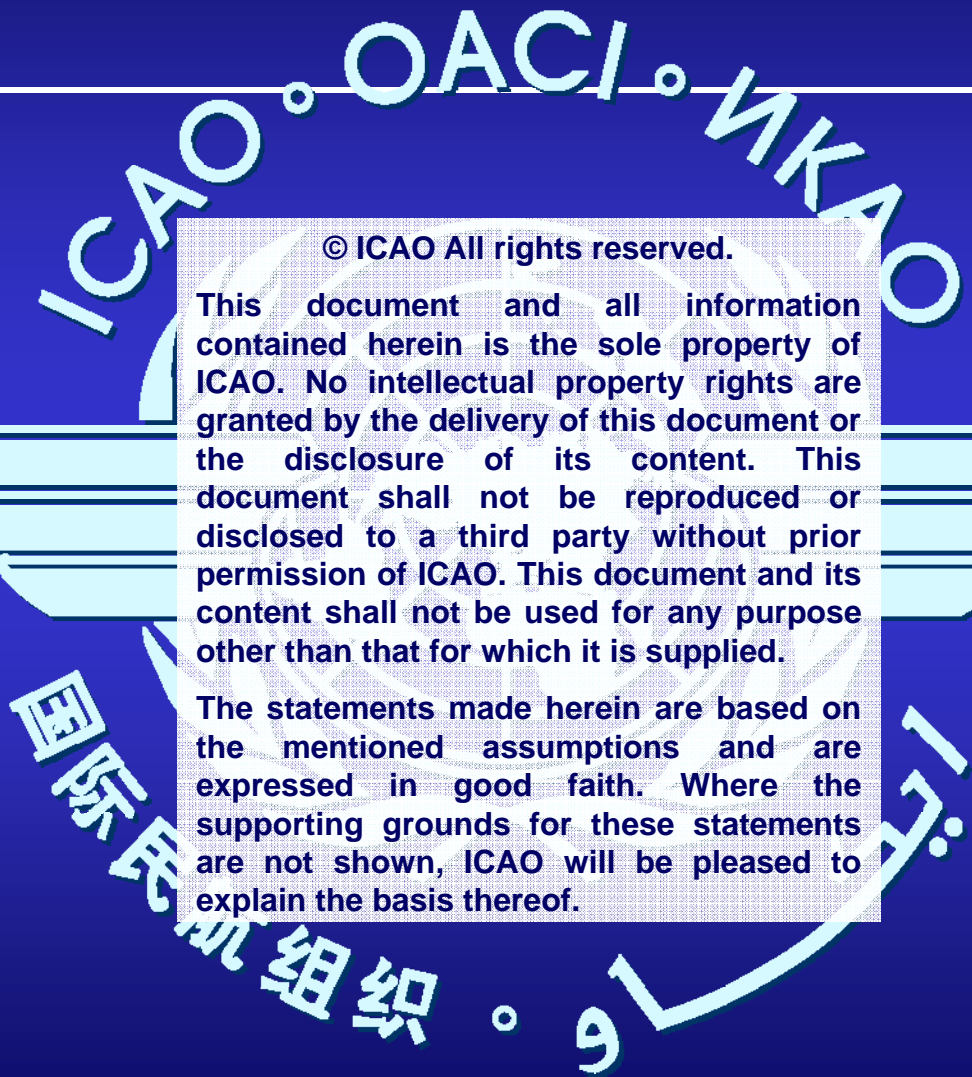 ICAO ° OACI ° ИКАО
© ICAO All rights reserved.
This document and all information
contained herein is the sole property of
ICAO. No intellectual property rights are
granted by the delivery of this document or
the disclosure of its content. This
document shall not be reproduced or
disclosed to a third party without prior
permission of ICAO. This document and its
content shall not be used for any purpose
other than that for which it is supplied.
The statements made herein are based on
the mentioned assumptions and are
expressed in good faith. Where the
supporting grounds for these statements
are not shown, ICAO will be pleased to
explain the basis thereof.
国际民航组织 ° ايكاو